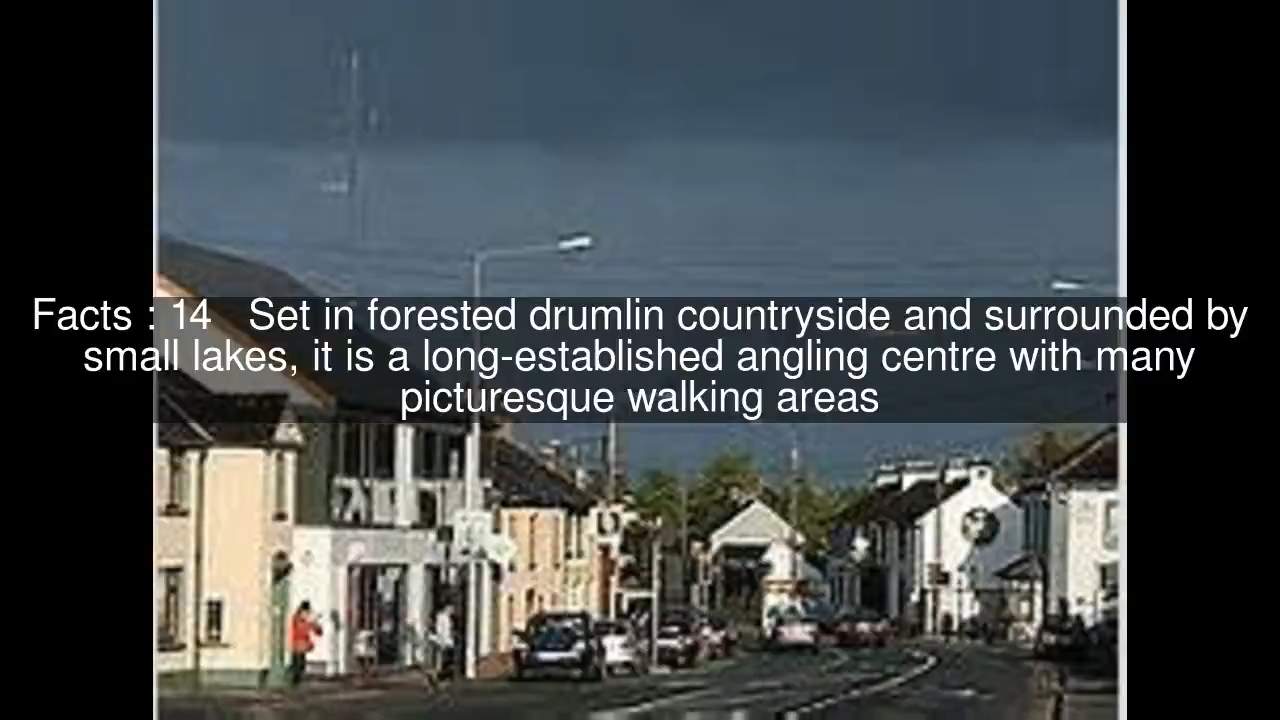 Facts : 14   Set in forested drumlin countryside and surrounded by
small lakes, it is a long-established angling centre with many
picturesque walking areas